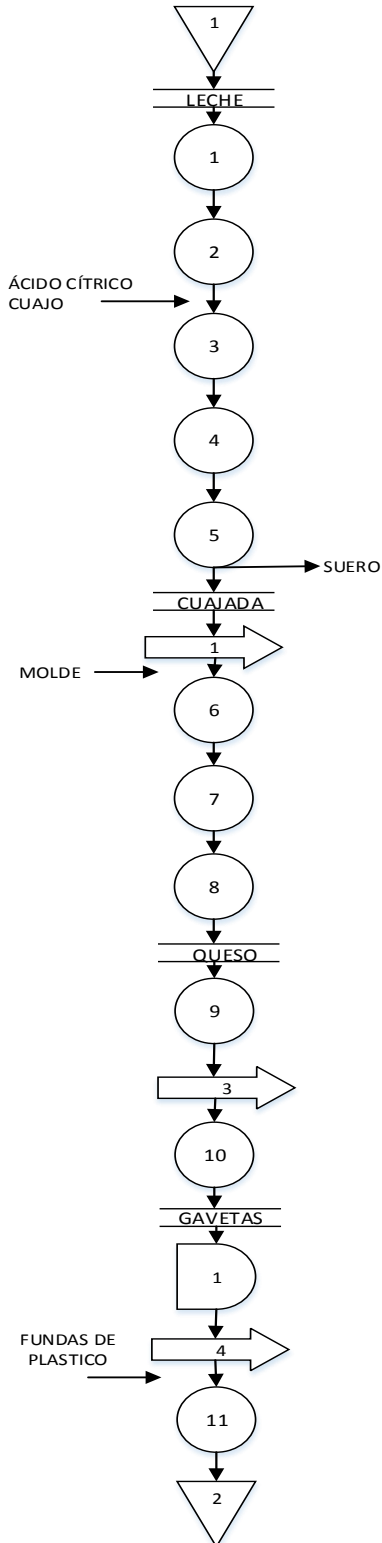 1
LECHE
1
2
ÁCIDO CÍTRICO
CUAJO
3
4
5
SUERO
CUAJADA
1
MOLDE
6
7
8
QUESO
9
3
10
GAVETAS
1
FUNDAS DE
PLASTICO
4
11
2